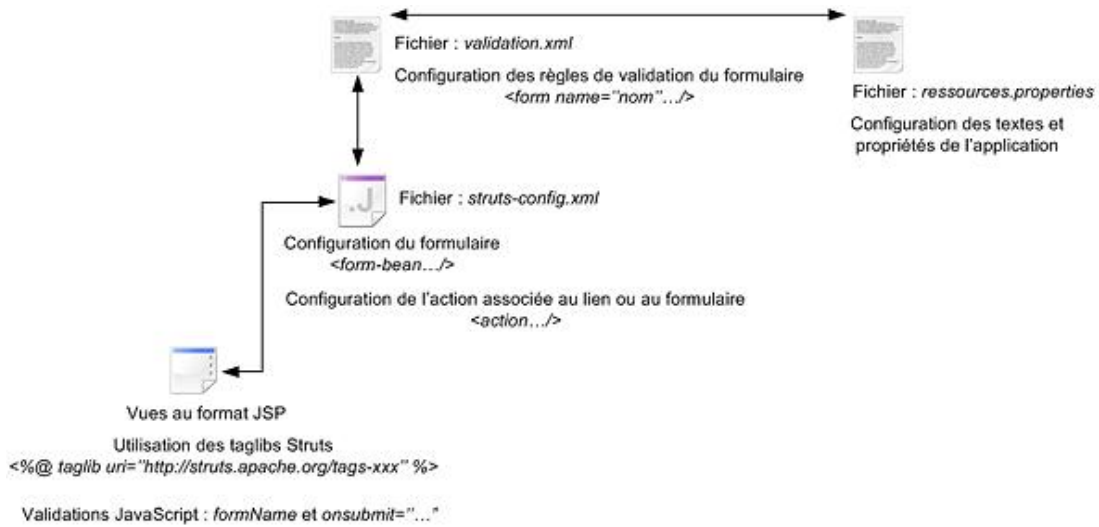 Fichier : validation.xml
Configuration des règles de validation du formulaire
<form name="nom".../>
Fichier : ressources.properties
Configuration des textes et
propriétés de l'application
.J
Fichier : struts-config.xml
Configuration du formulaire
<form-bean.../>
Configuration de l'action associée au lien ou au formulaire
<action.../>
Vues au format JSP
Utilisation des taglibs Struts
<%@ taglib uri="http://struts.apache.org/tags-xxx" %>
Validations JavaScript : formName et onsubmit="..."